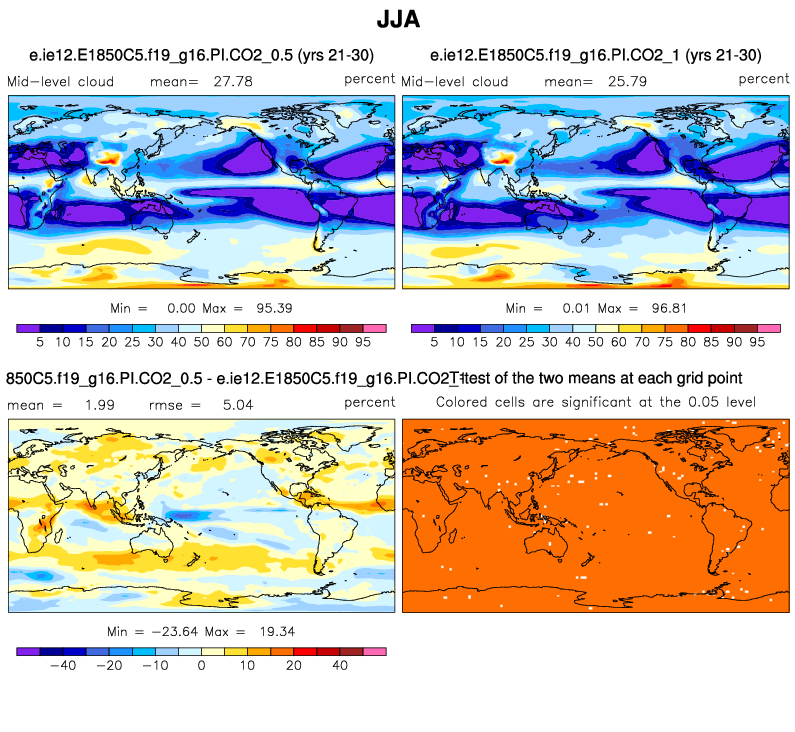 JJA
e.ie12.E1850C5.f19_g16.PI.CO2_0.5 (yrs 21-30)
e.ie12.E1850C5.f19_g16.PI.CO2_1 (yrs 21-30)
Mid-level cloud mean= 27.78 percent
Mid-level cloud mean= 25.79 percent
Min = 0.00 Max = 95.39
Min = 0.01 Max = 96.81
5 10 15 20 25 30 40 50 60 70 75 80 85 90 95
5 10 15 20 25 30 40 50 60 70 75 80 85 90 95
850C5.f19_g16.PI.CO2_0.5 - e.ie12.E1850C5.f19_g16.PI.CO2_
T-test of the two means at each grid point
mean = 1.99 rmse = 5.04 percent
Colored cells are significant at the 0.05 level
Min = -23.64 Max = 19.34
-40 -20 -10 0 10 20 40